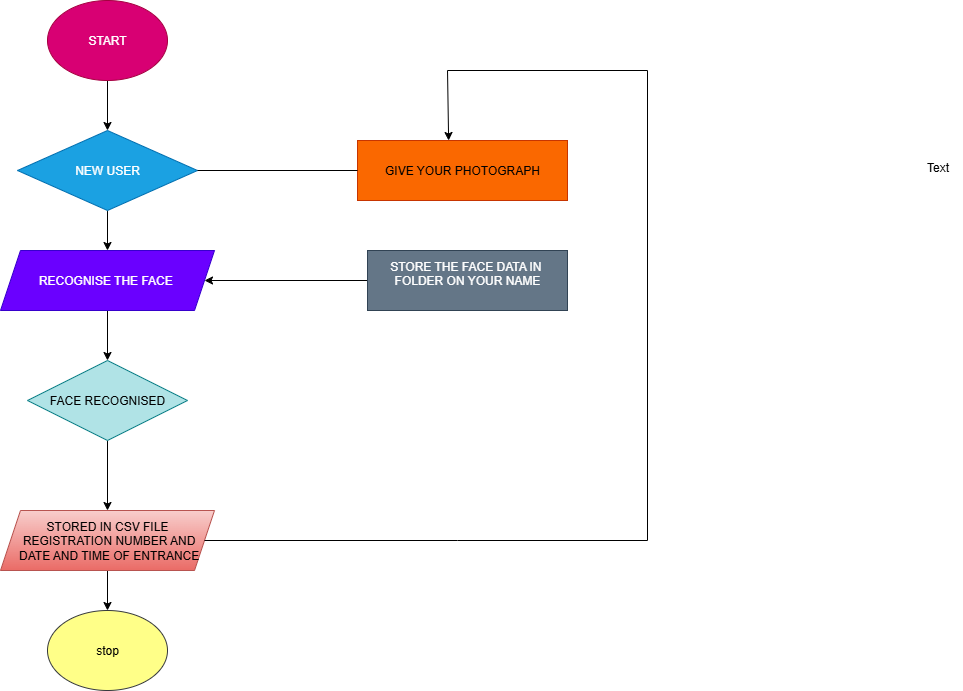 START
NEW USER
GIVE YOUR PHOTOGRAPH
Text
RECOGNISE THE FACE
STORE THE FACE DATA IN
FOLDER ON YOUR NAME
FACE RECOGNISED
STORED IN CSV FILE
REGISTRATION NUMBER AND
DATE AND TIME OF ENTRANCE
stop